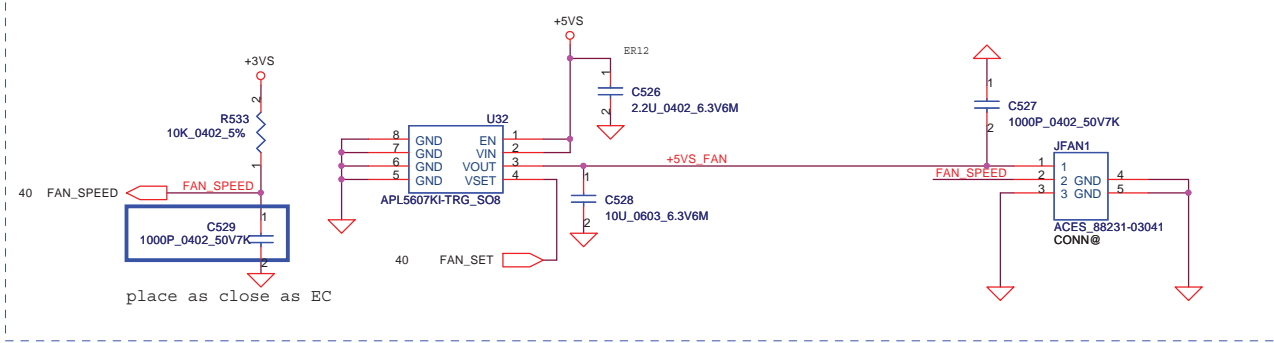 +5VS
ER12
+3VS
1
2
C526
2.2U_0402_6.3V6M
2
R533
10K_0402_5%
1
1
2
C527
1000P_0402_50V7K
U32
8 GND EN 1
7 GND VIN 2
6 GND VOUT 3
5 GND VSET 4
APL5607KI-TRG_SO8
+5VS_FAN
JFAN1
1 1
2 2 GND 4
3 3 GND 5
ACES_88231-03041
CONN@
FAN_SPEED
40 FAN_SPEED
FAN_SPEED
1
2
C528
10U_0603_6.3V6M
1
2
C529
1000P_0402_50V7K
40 FAN_SET
place as close as EC